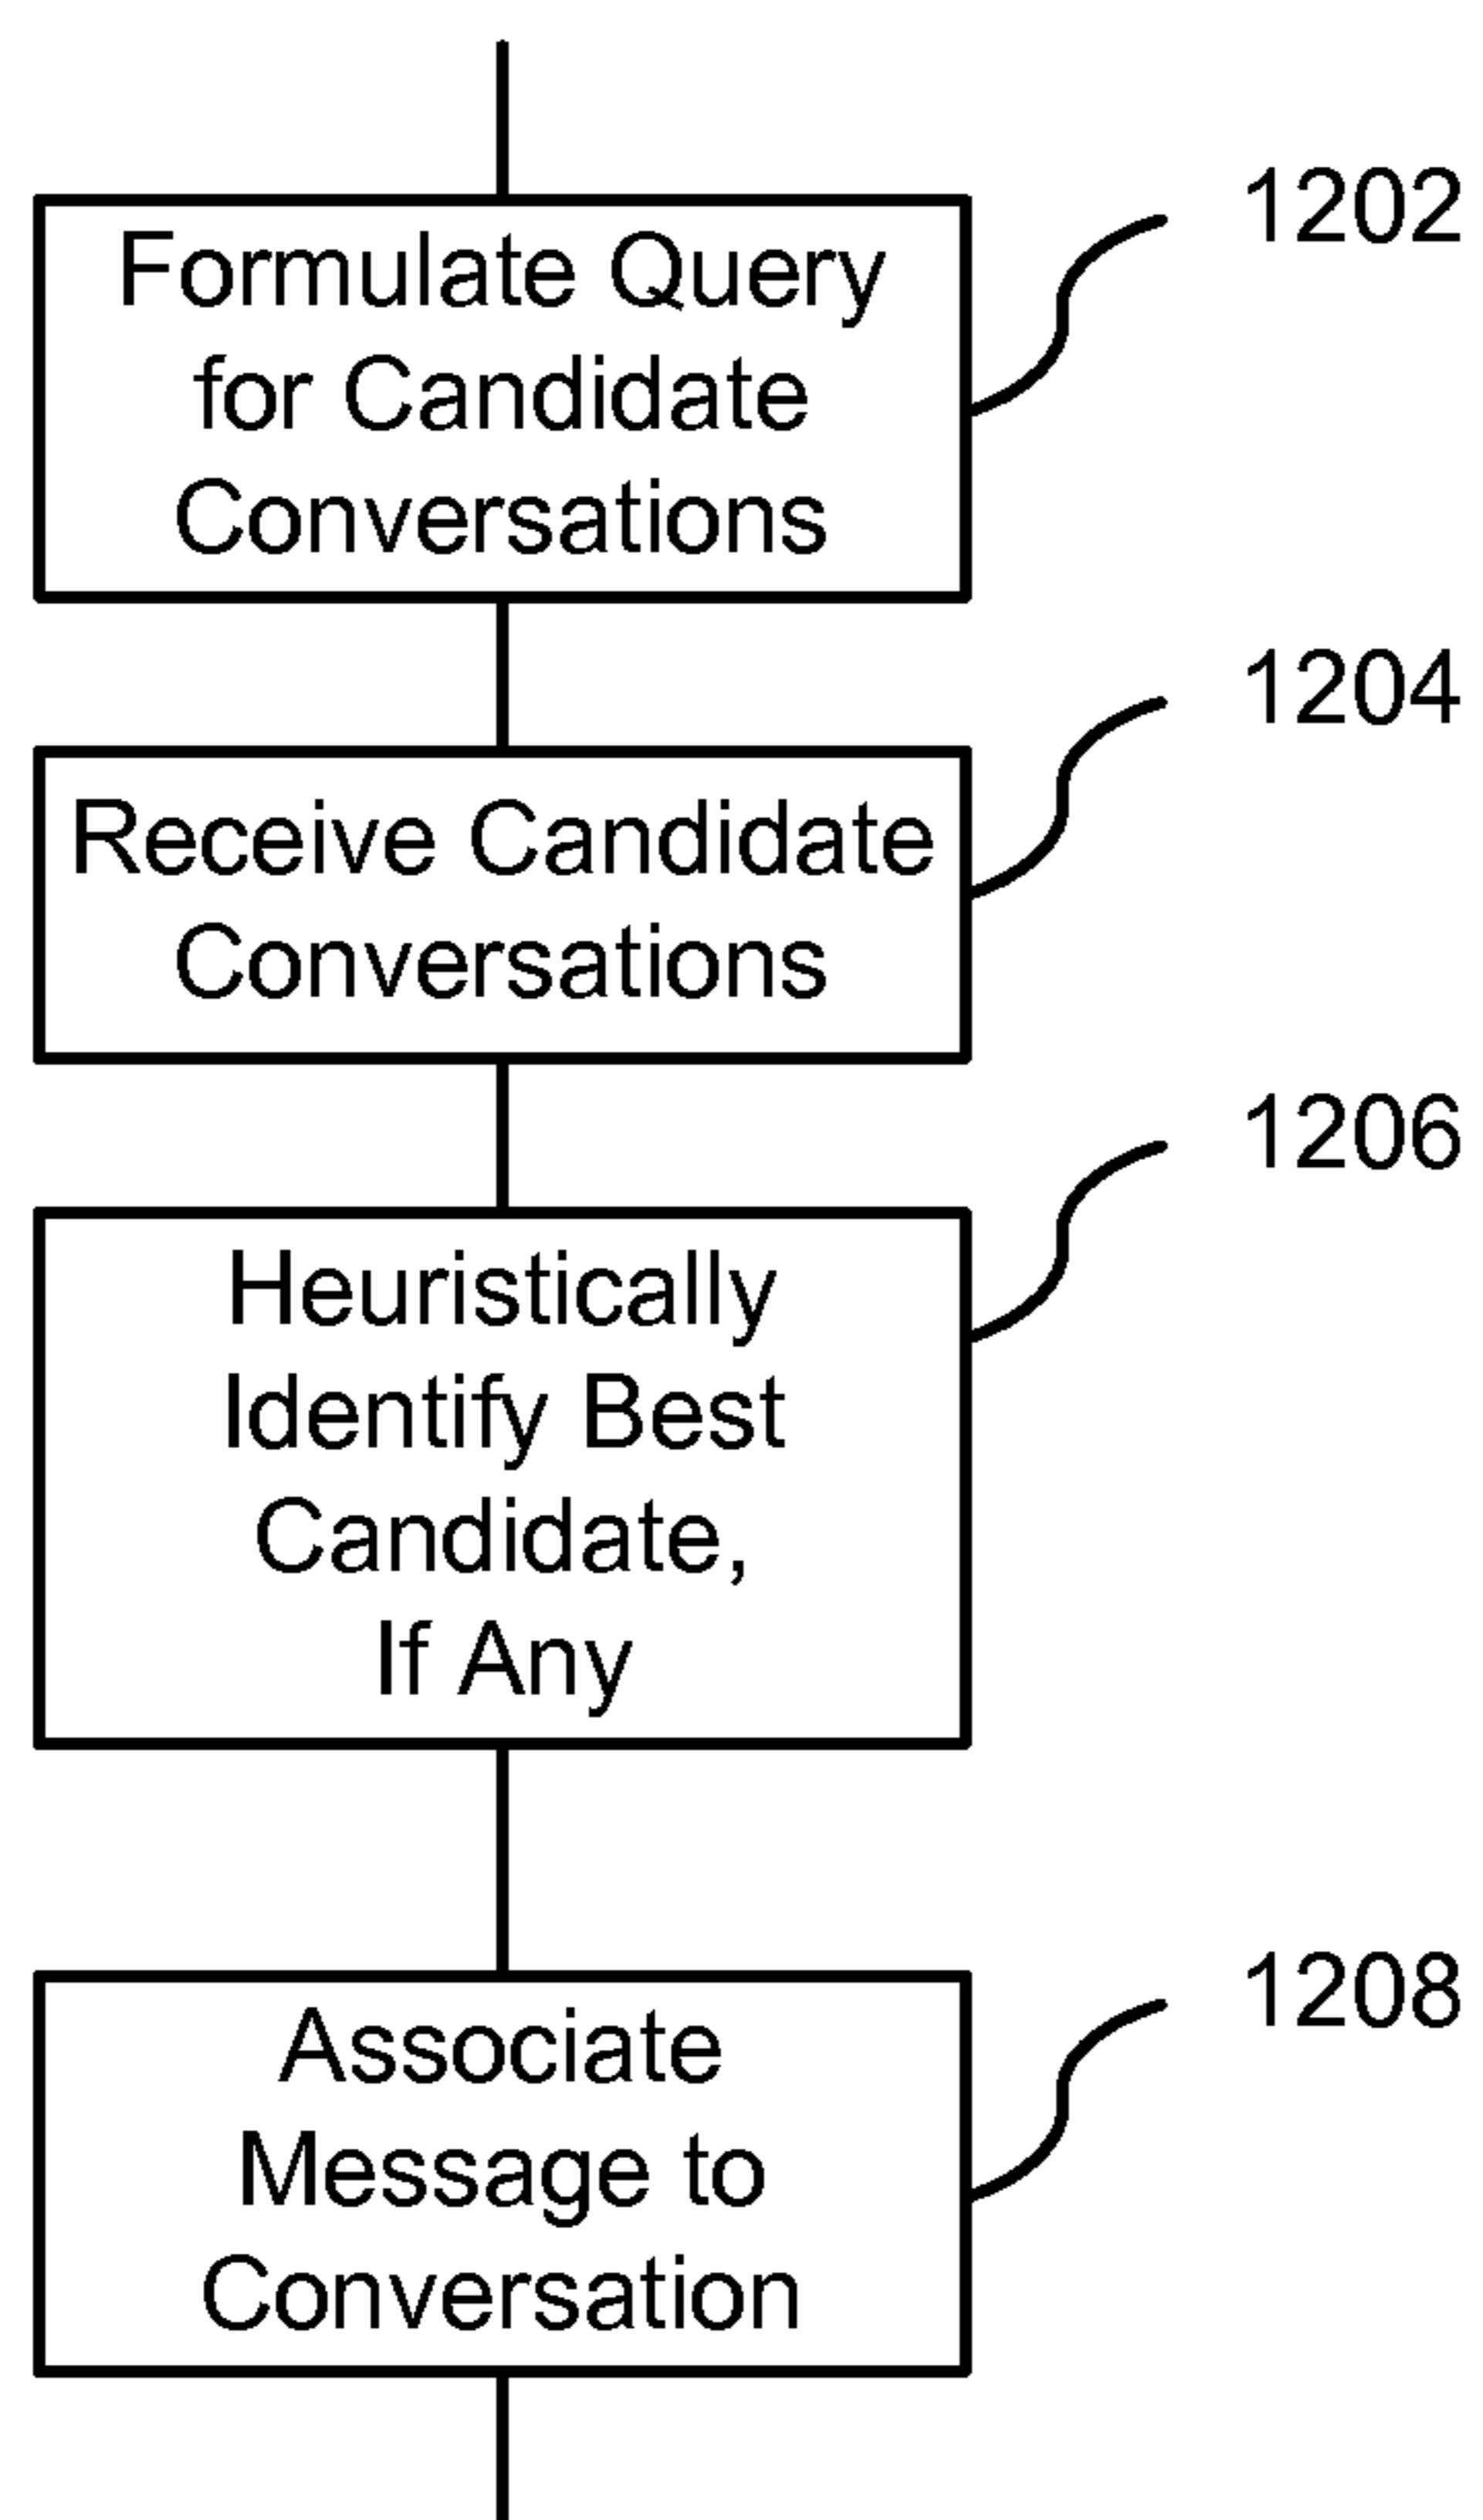 1202
Formulate Query
for Candidate
Conversations
1204
Receive Candidate
Conversations
1206
Heuristically
Identify Best
Candidate,
If Any
1208
Associate
Message to
Conversation